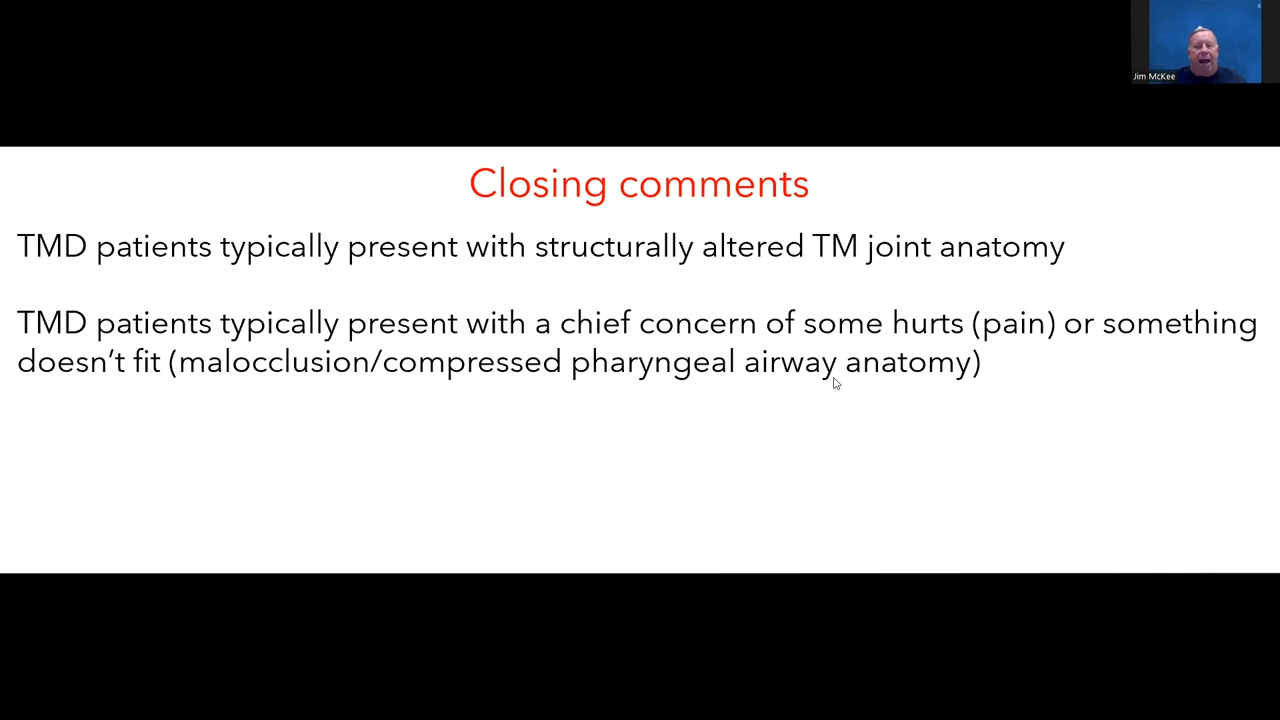 Jim McKee
Closing comments
TMD patients typically present with structurally altered TM joint anatomy
TMD patients typically present with a chief concern of some hurts (pain) or something
doesn’t fit (malocclusion/compressed pharyngeal airway anatomy)